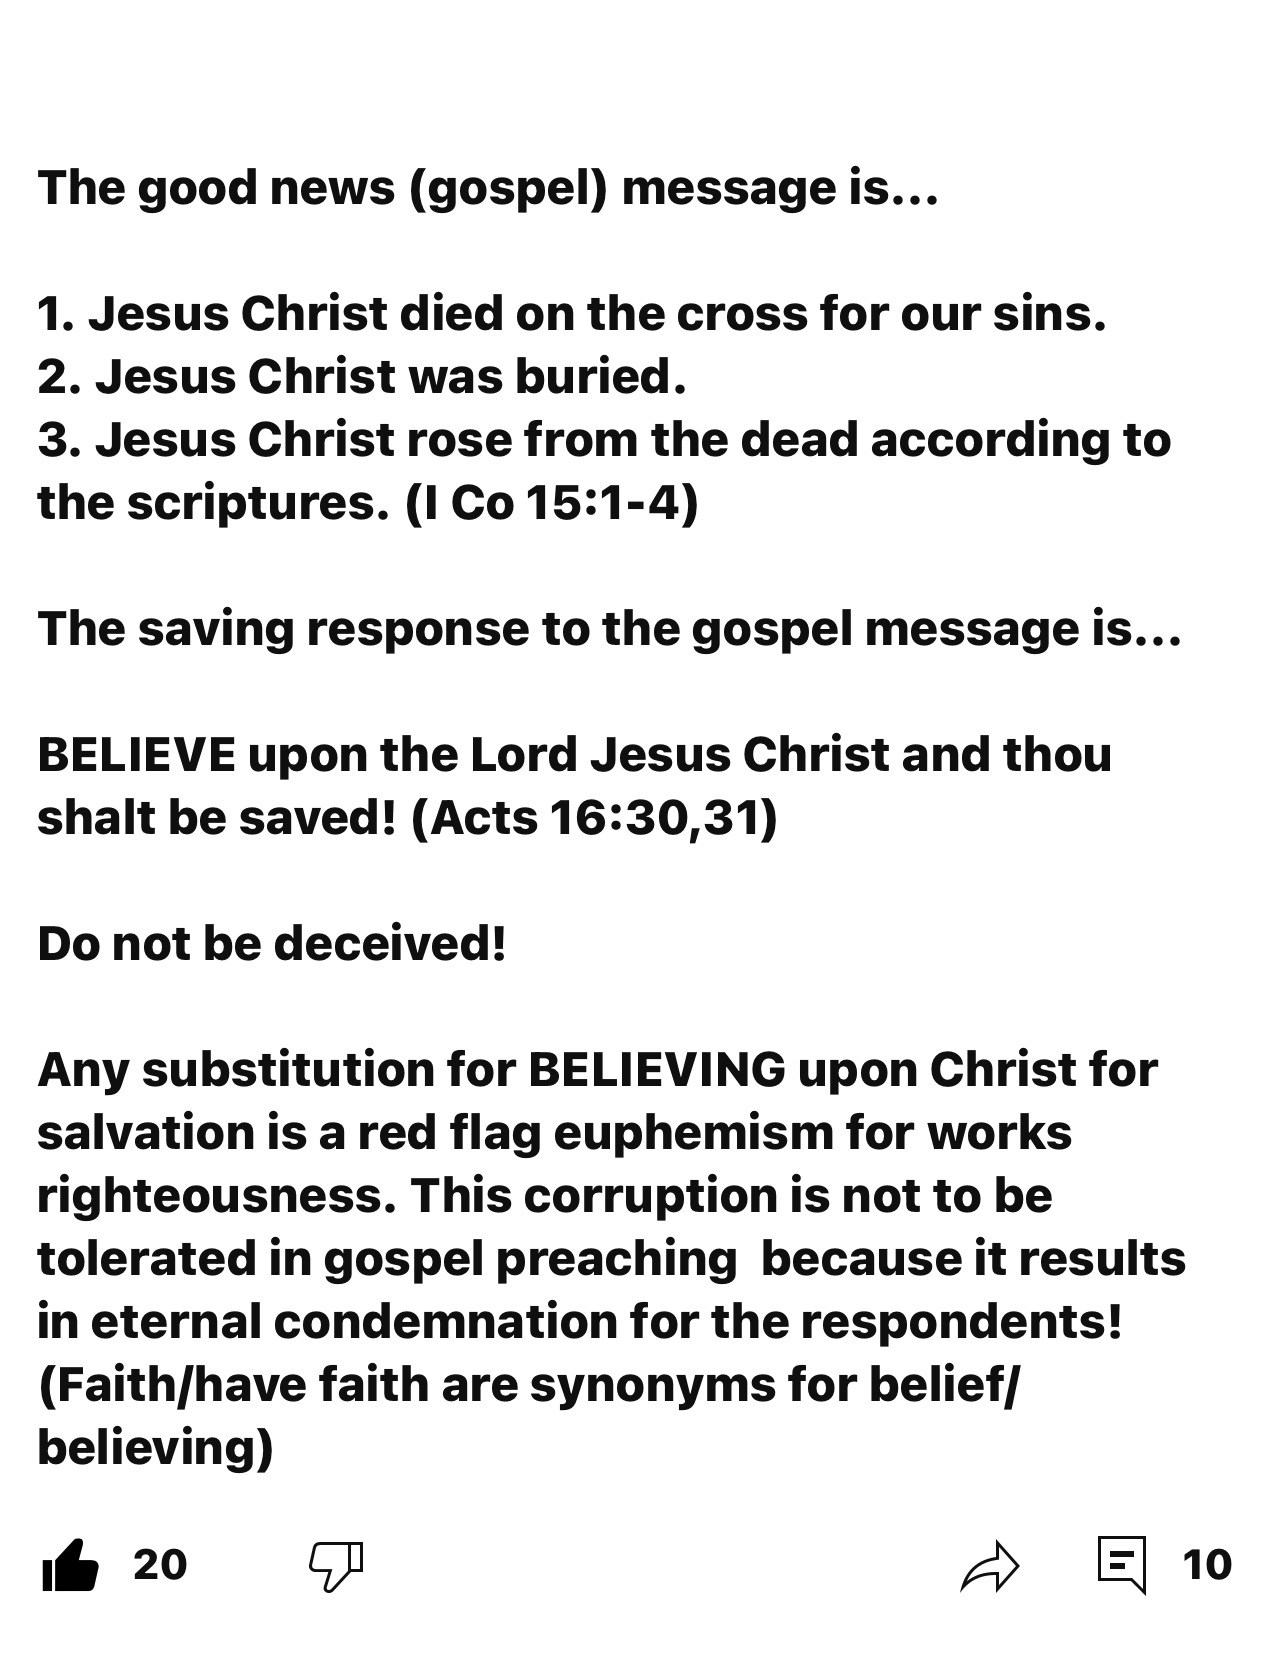 The good news (gospel) message is...
1. Jesus Christ died on the cross for our sins.
2. Jesus Christ was buried.
3. Jesus Christ rose from the dead according to
the scriptures. (I Co 15:1-4)
The saving response to the gospel message is...
BELIEVE upon the Lord Jesus Christ and thou
shalt be saved! (Acts 16:30,31)
Do not be deceived!
Any substitution for BELIEVING upon Christ for
salvation is a red flag euphemism for works
righteousness. This corruption is not to be
tolerated in gospel preaching  because it results
in eternal condemnation for the respondents!
(Faith/have faith are synonyms for belief/
believing)
20 10